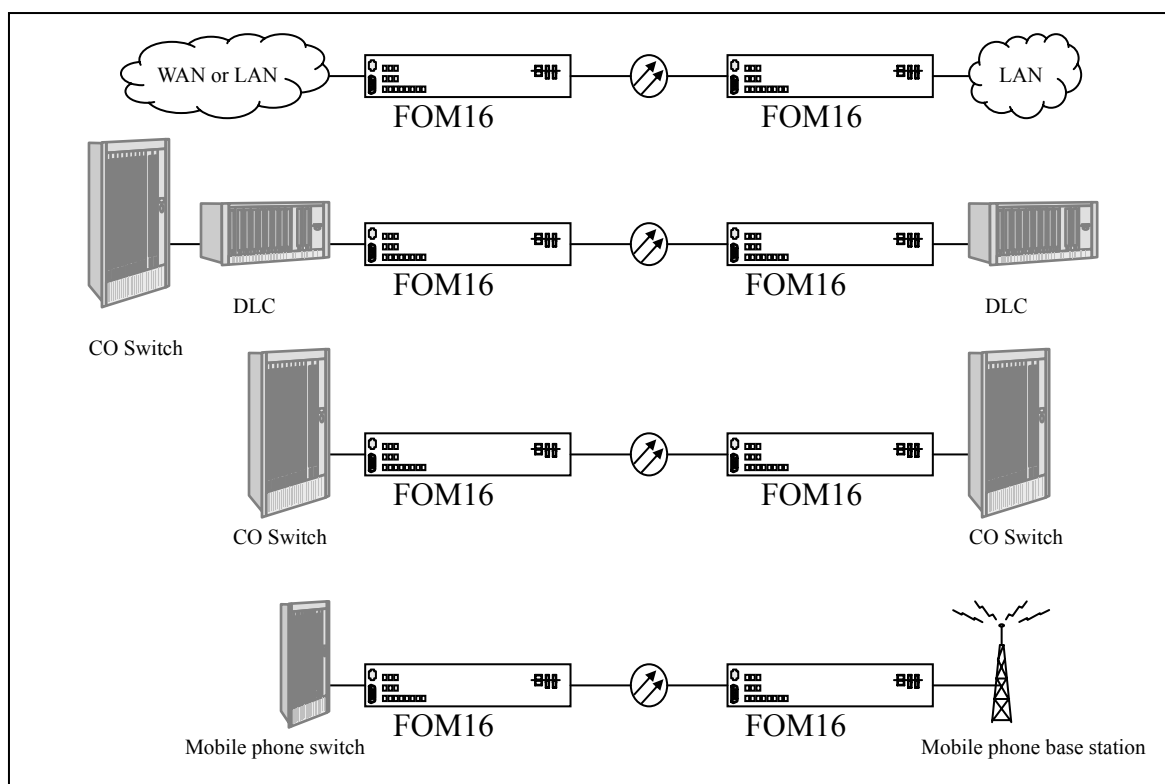 WAN or LAN
LAN
FOM16
FOM16
FOM16
FOM16
DLC
DLC
CO Switch
FOM16
FOM16
CO Switch
CO Switch
FOM16
FOM16
Mobile phone switch
Mobile phone base station